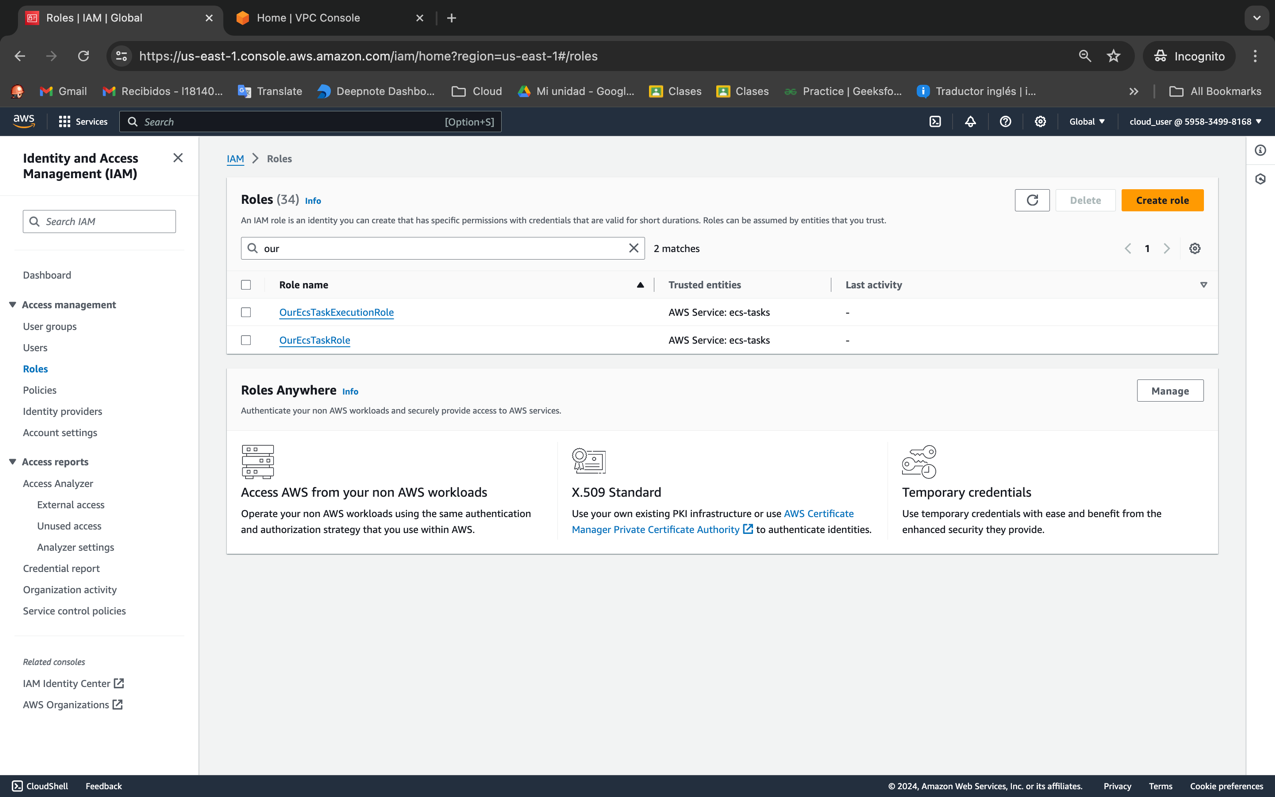 Roles | IAM | Global
Home | VPC Console
https://us-east-1.console.aws.amazon.com/iam/home?region=us-east-1#/roles
Incognito
Gmail
Recibidos - l18140...
Translate
Deepnote Dashbo...
Cloud
Mi unidad - Googl...
Clases
Clases
Practice | Geeksfo...
Traductor inglés | i...
All Bookmarks
aws
Services
Search
[Option+S]
Global
cloud_user @ 5958-3499-8168
Identity and Access
Management (IAM)
Search IAM
Dashboard
Access management
User groups
Users
Roles
Policies
Identity providers
Account settings
Access reports
Access Analyzer
External access
Unused access
Analyzer settings
Credential report
Organization activity
Service control policies
Related consoles
IAM Identity Center
AWS Organizations
IAM > Roles
Roles (34) Info
Delete
Create role
An IAM role is an identity you can create that has specific permissions with credentials that are valid for short durations. Roles can be assumed by entities that you trust.
our
2 matches
1
Role name
Trusted entities
Last activity
OurEcsTaskExecutionRole
AWS Service: ecs-tasks
-
OurEcsTaskRole
AWS Service: ecs-tasks
-
Roles Anywhere Info
Manage
Authenticate your non AWS workloads and securely provide access to AWS services.
Access AWS from your non AWS workloads
Operate your non AWS workloads using the same authentication
and authorization strategy that you use within AWS.
X.509 Standard
Use your own existing PKI infrastructure or use AWS Certificate
Manager Private Certificate Authority to authenticate identities.
Temporary credentials
Use temporary credentials with ease and benefit from the
enhanced security they provide.
CloudShell
Feedback
© 2024, Amazon Web Services, Inc. or its affiliates.
Privacy
Terms
Cookie preferences